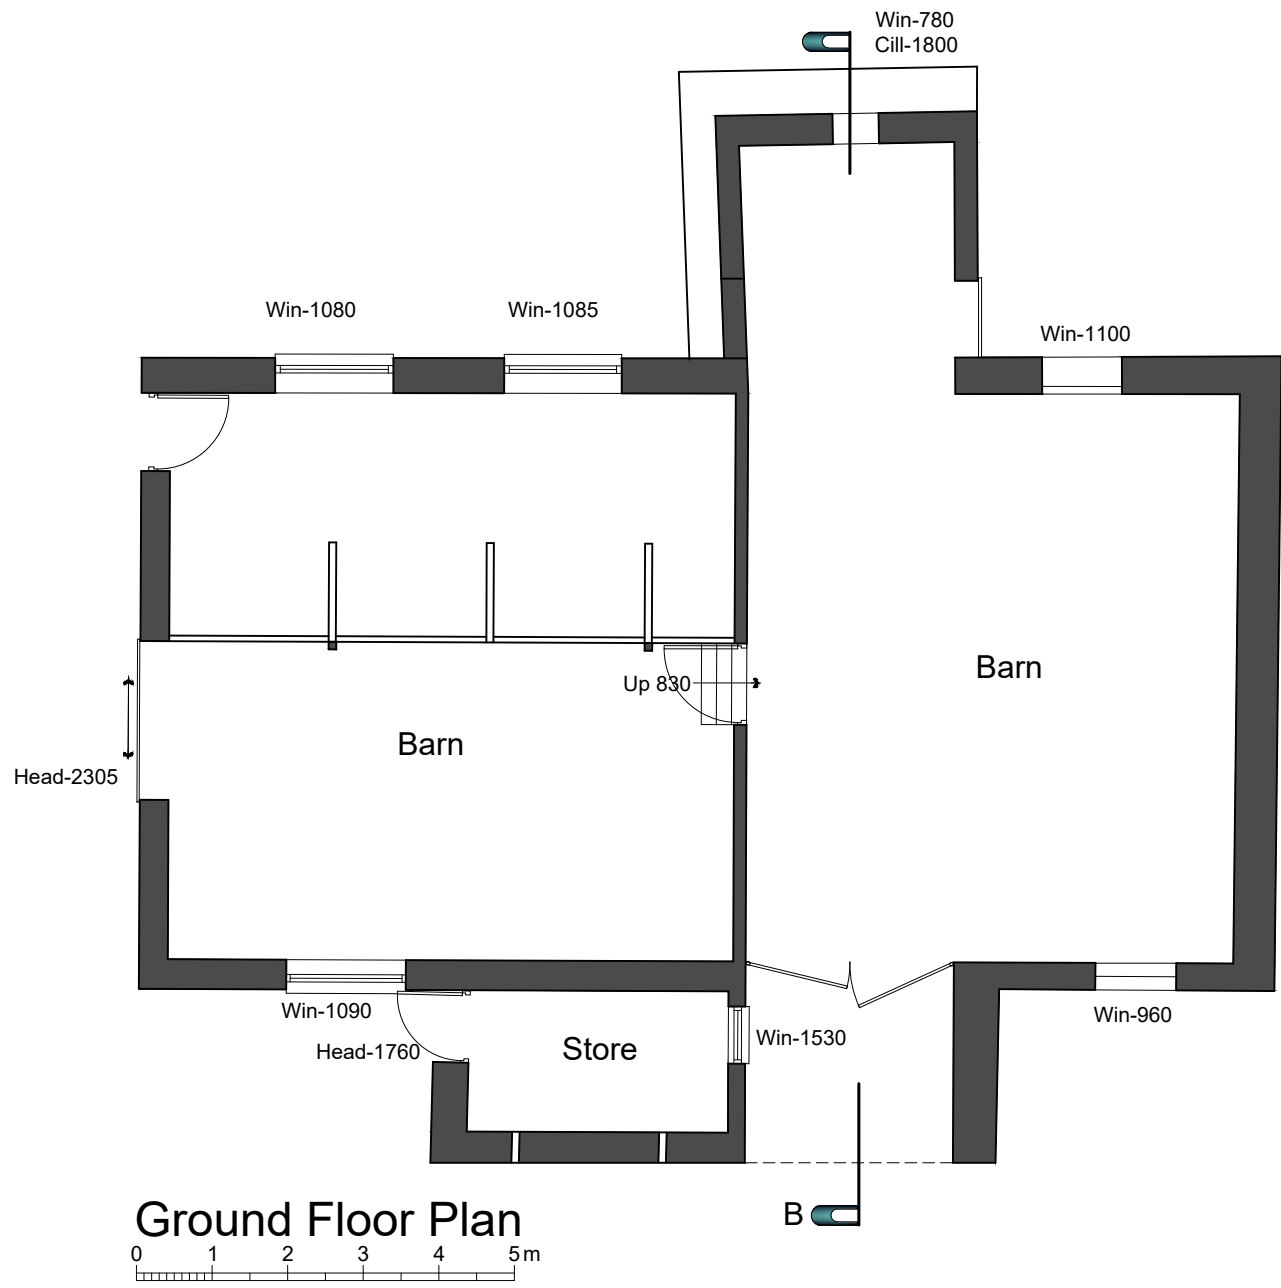 Win-780
Cill-1800
Win-1080
Win-1085
Win-1100
Barn
Up 830
Barn
Head-2305
Win-1090
Win-960
Win-1530
Head-1760
Store
B
Ground Floor Plan
0 1 2 3 4 5 m